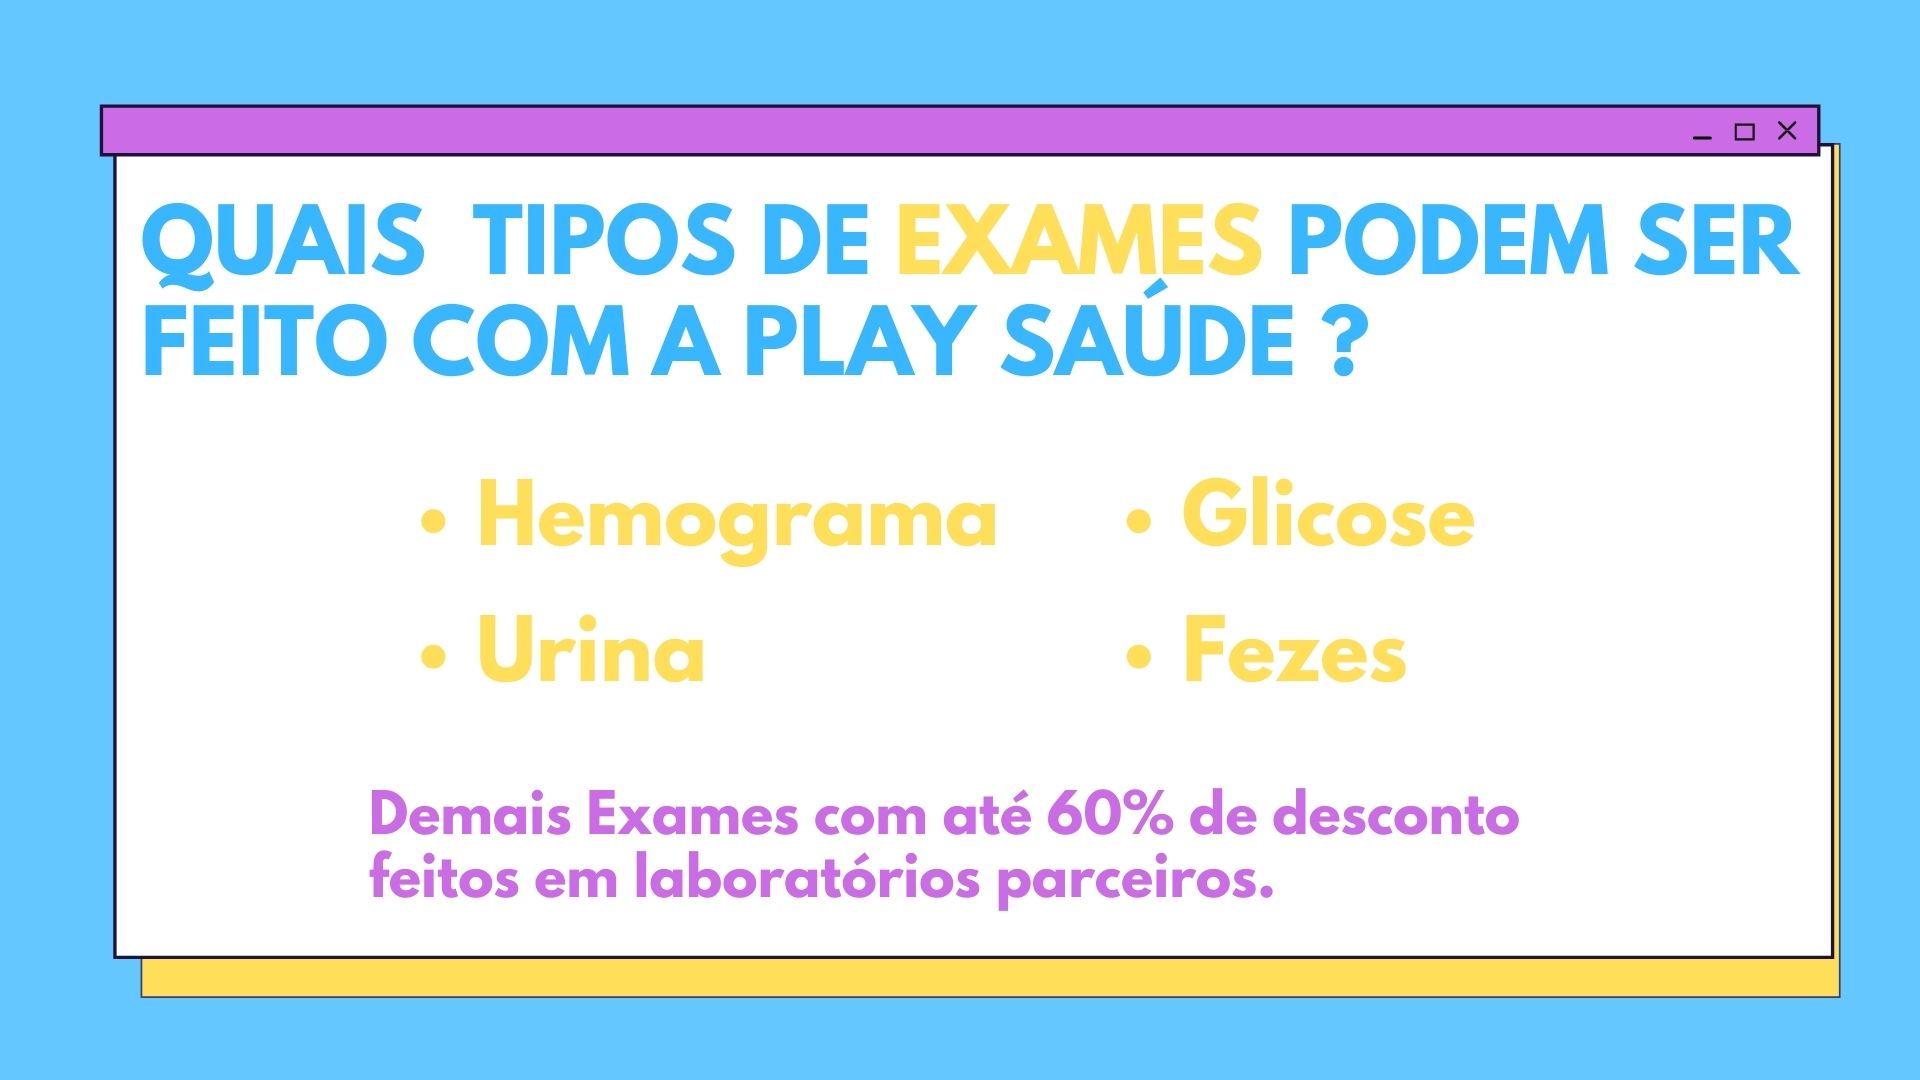 QUAIS  TIPOS DE EXAMES PODEM SER
FEITO COM A PLAY SAÚDE ?
• Hemograma
• Urina
• Glicose
• Fezes
Demais Exames com até 60% de desconto
feitos em laboratórios parceiros.